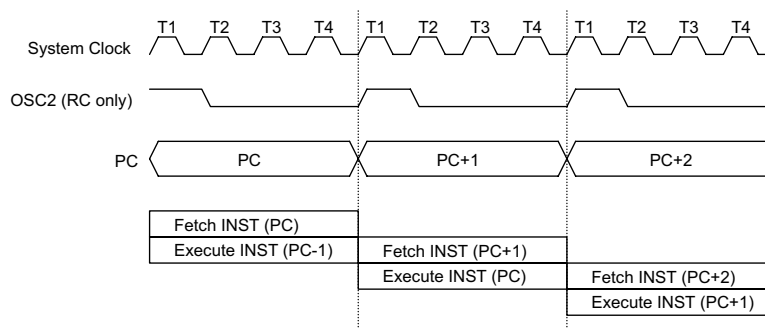 T1 T2 T3 T4 T1 T2 T3 T4 T1 T2 T3 T4
System Clock
OSC2 (RC only)
PC PC PC+1 PC+2
Fetch INST (PC)
Execute INST (PC-1) Fetch INST (PC+1)
Execute INST (PC) Fetch INST (PC+2)
Execute INST (PC+1)